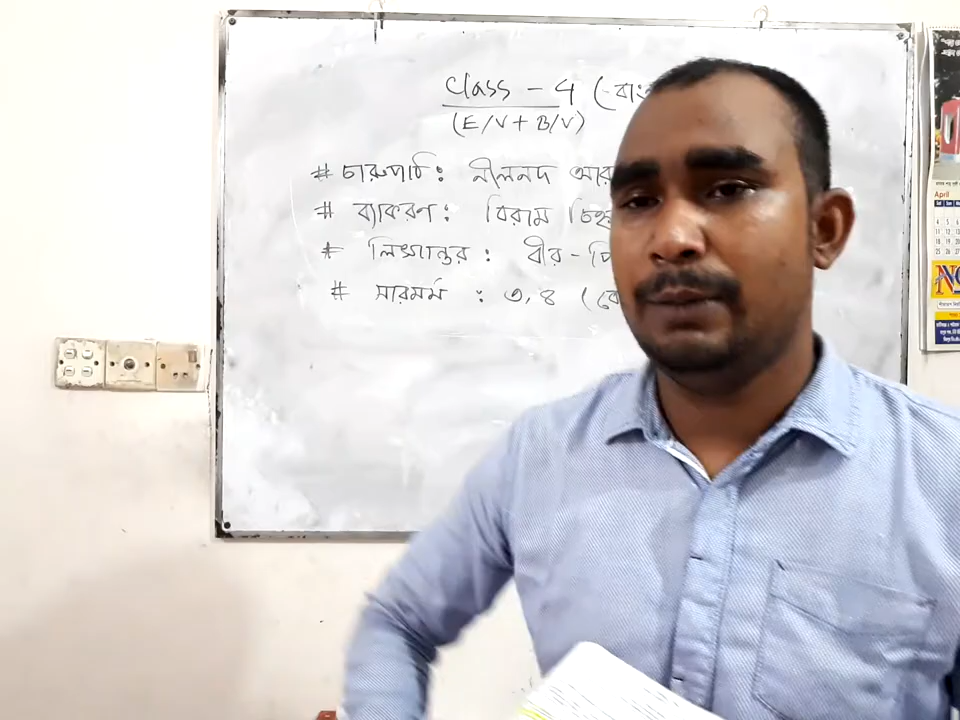 Class - 4 (বাং
(E/V + B/V)
# চারুপাঠ : নীলনদ আর
# ব্যাকরণ : বিরাম চিহ্ন
# লিঙ্গান্তর : বীর - পি
# সারমর্ম : ৩, ৪ (বো
April